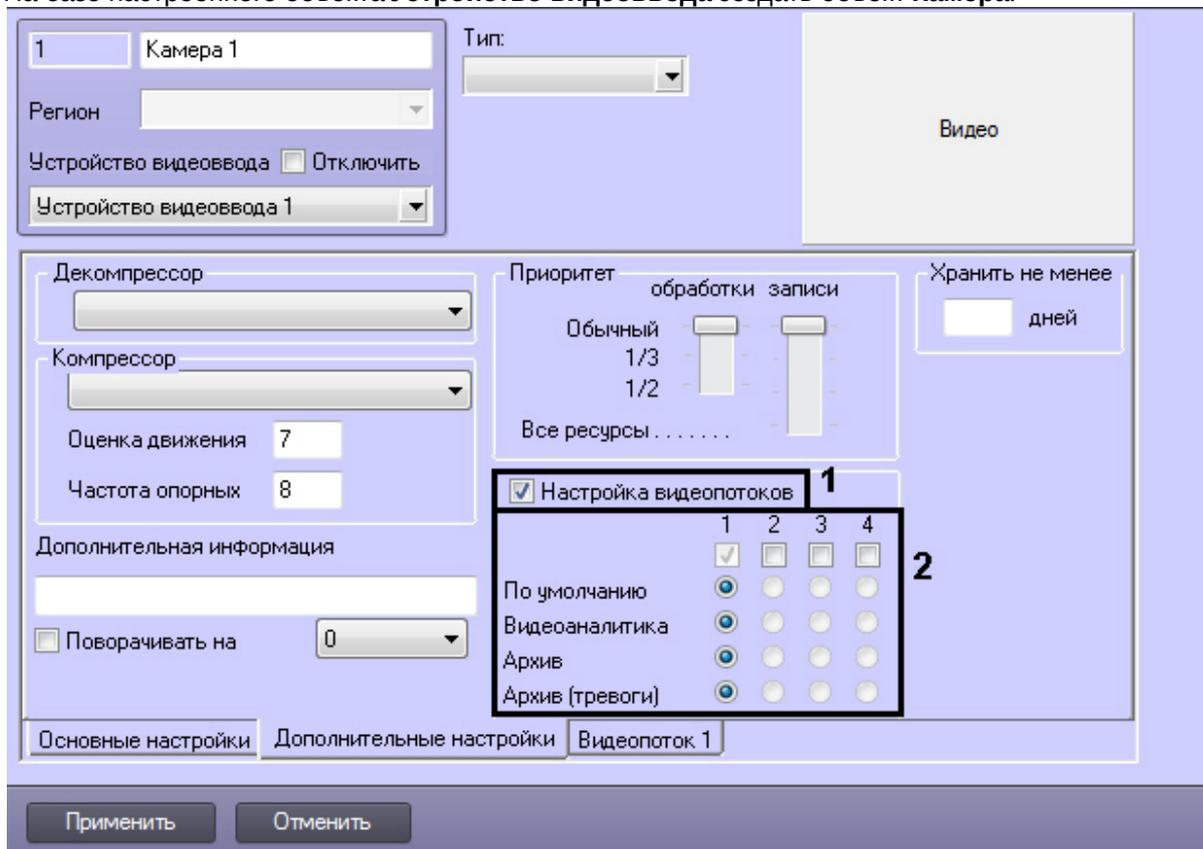 1 Камера 1
Тип:
Регион
Видео
Устройство видеоввода Отключить
Устройство видеоввода 1
Декомпрессор
Компрессор
Оценка движения 7
Частота опорных 8
Дополнительная информация
Поворачивать на 0
Приоритет
обработки записи
Обычный
1/3
1/2
Все ресурсы . . . . . . .
Хранить не менее
дней
Настройка видеопотоков 1
1 2 3 4
2
По умолчанию
Видеоаналитика
Архив
Архив (тревоги)
Основные настройки Дополнительные настройки Видеопоток 1
Применить Отменить